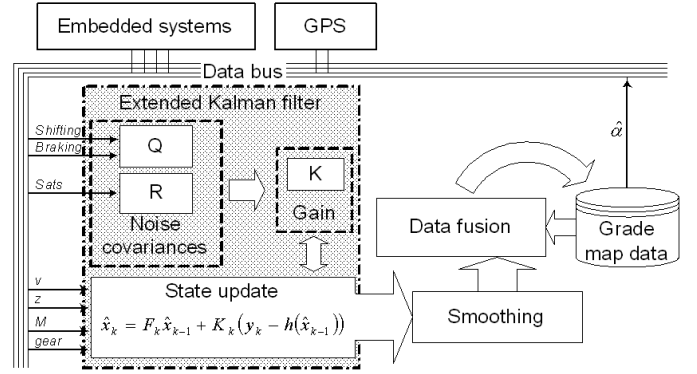 Embedded systems
GPS
Data bus
Extended Kalman filter
Shifting
Braking
Q
Sats
R
K
Gain
Noise
covariances
α̂
Data fusion
Grade
map data
v
z
M
gear
State update
x̂ₖ = Fₖx̂ₖ₋₁ + Kₖ(yₖ − h(x̂ₖ₋₁))
Smoothing